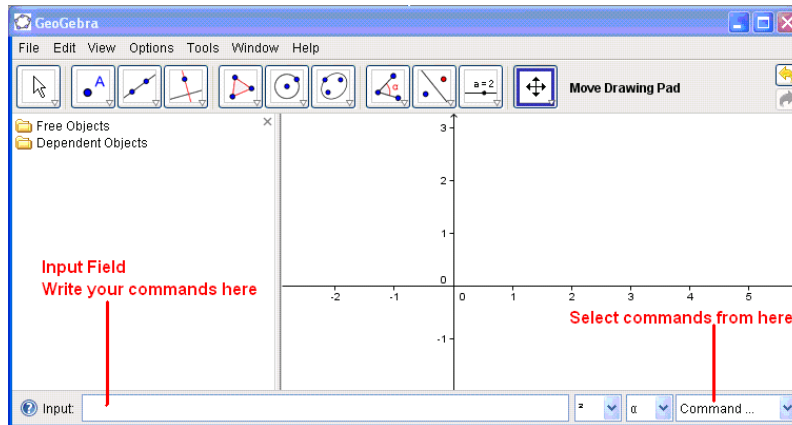 GeoGebra
File Edit View Options Tools Window Help
A
α
a=2
Move Drawing Pad
Free Objects
Dependent Objects
3
2
1
0
-2 -1 0 1 2 3 4 5
-1
Input Field
Write your commands here
Select commands from here
Input: ² α Command ...